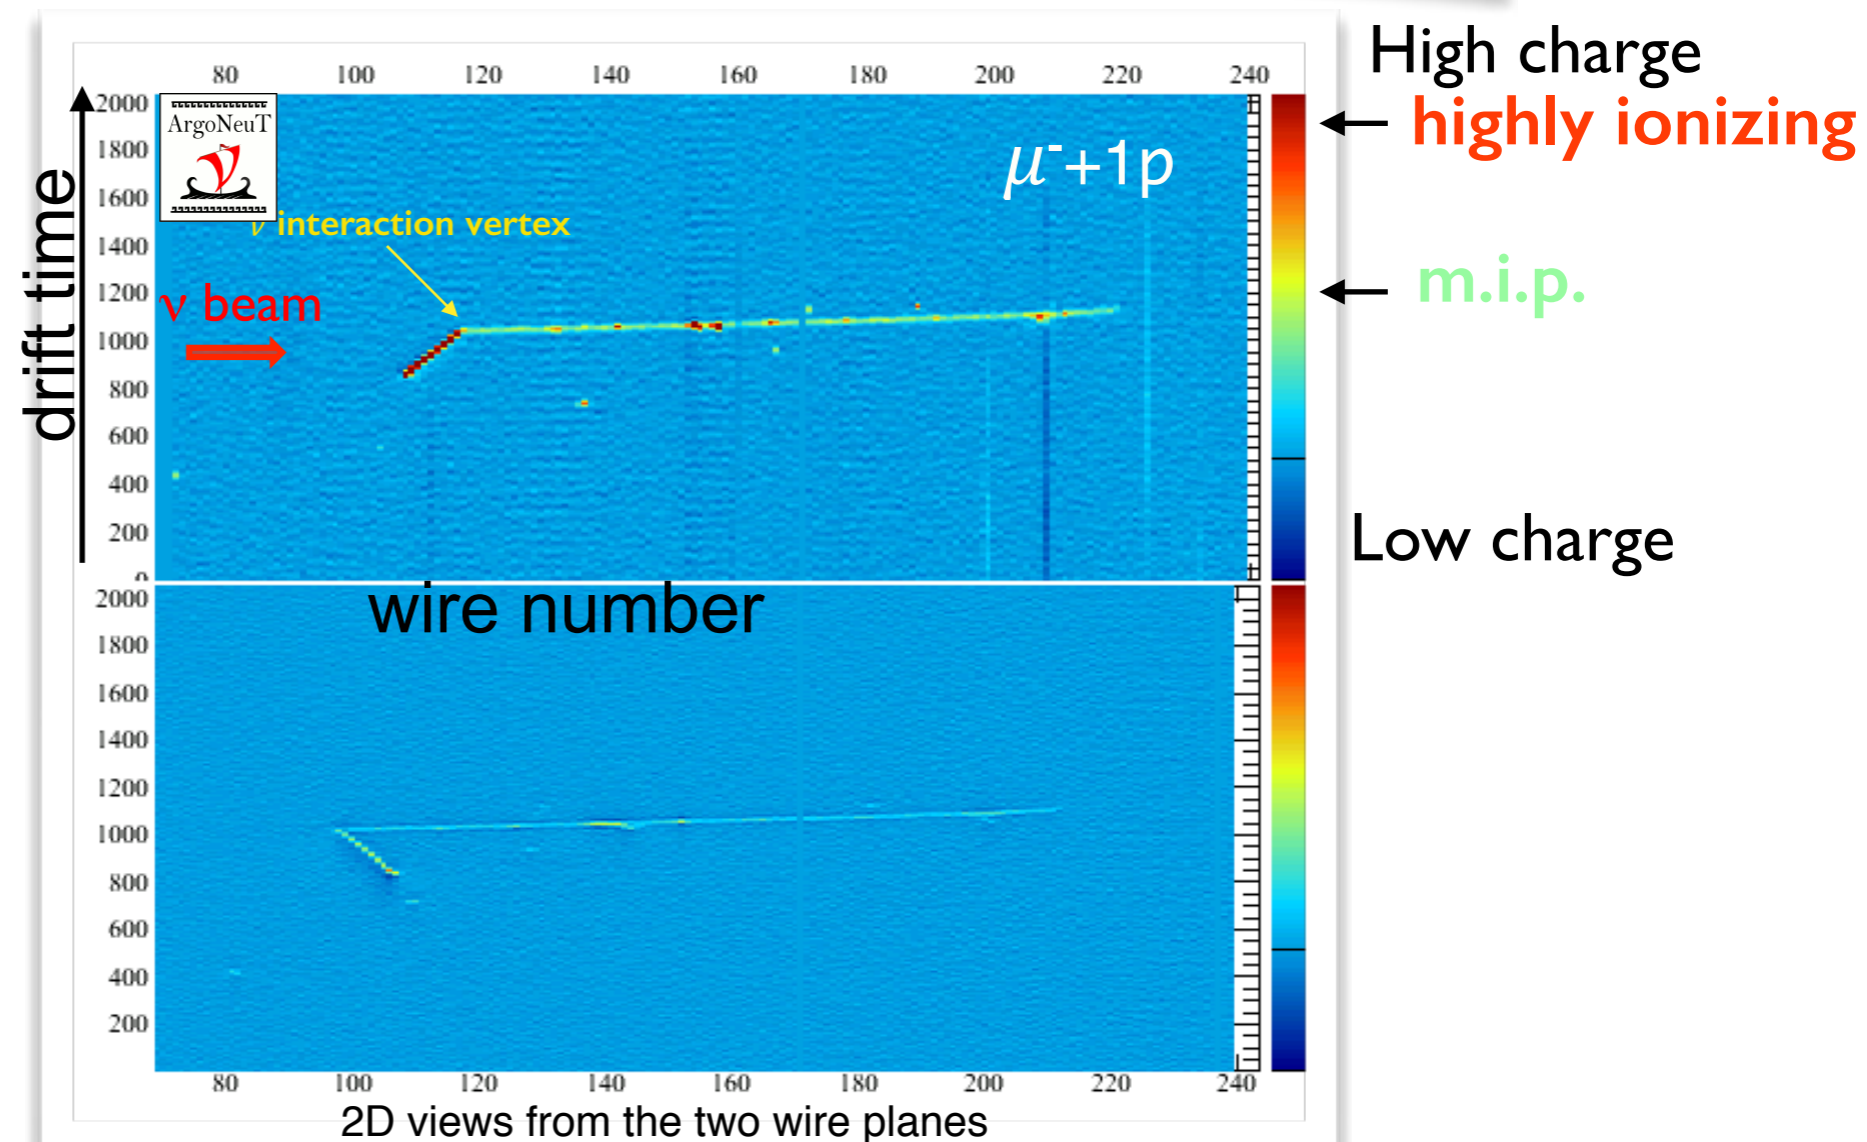 High charge
highly ionizing
m.i.p.
Low charge
80 100 120 140 160 180 200 220 240
ArgoNeuT
μ-+1p
ν interaction vertex
ν beam
drift time
2000
1800
1600
1400
1200
1000
800
600
400
200
0
wire number
2000
1800
1600
1400
1200
1000
800
600
400
200
80 100 120 140 160 180 200 220 240
2D views from the two wire planes